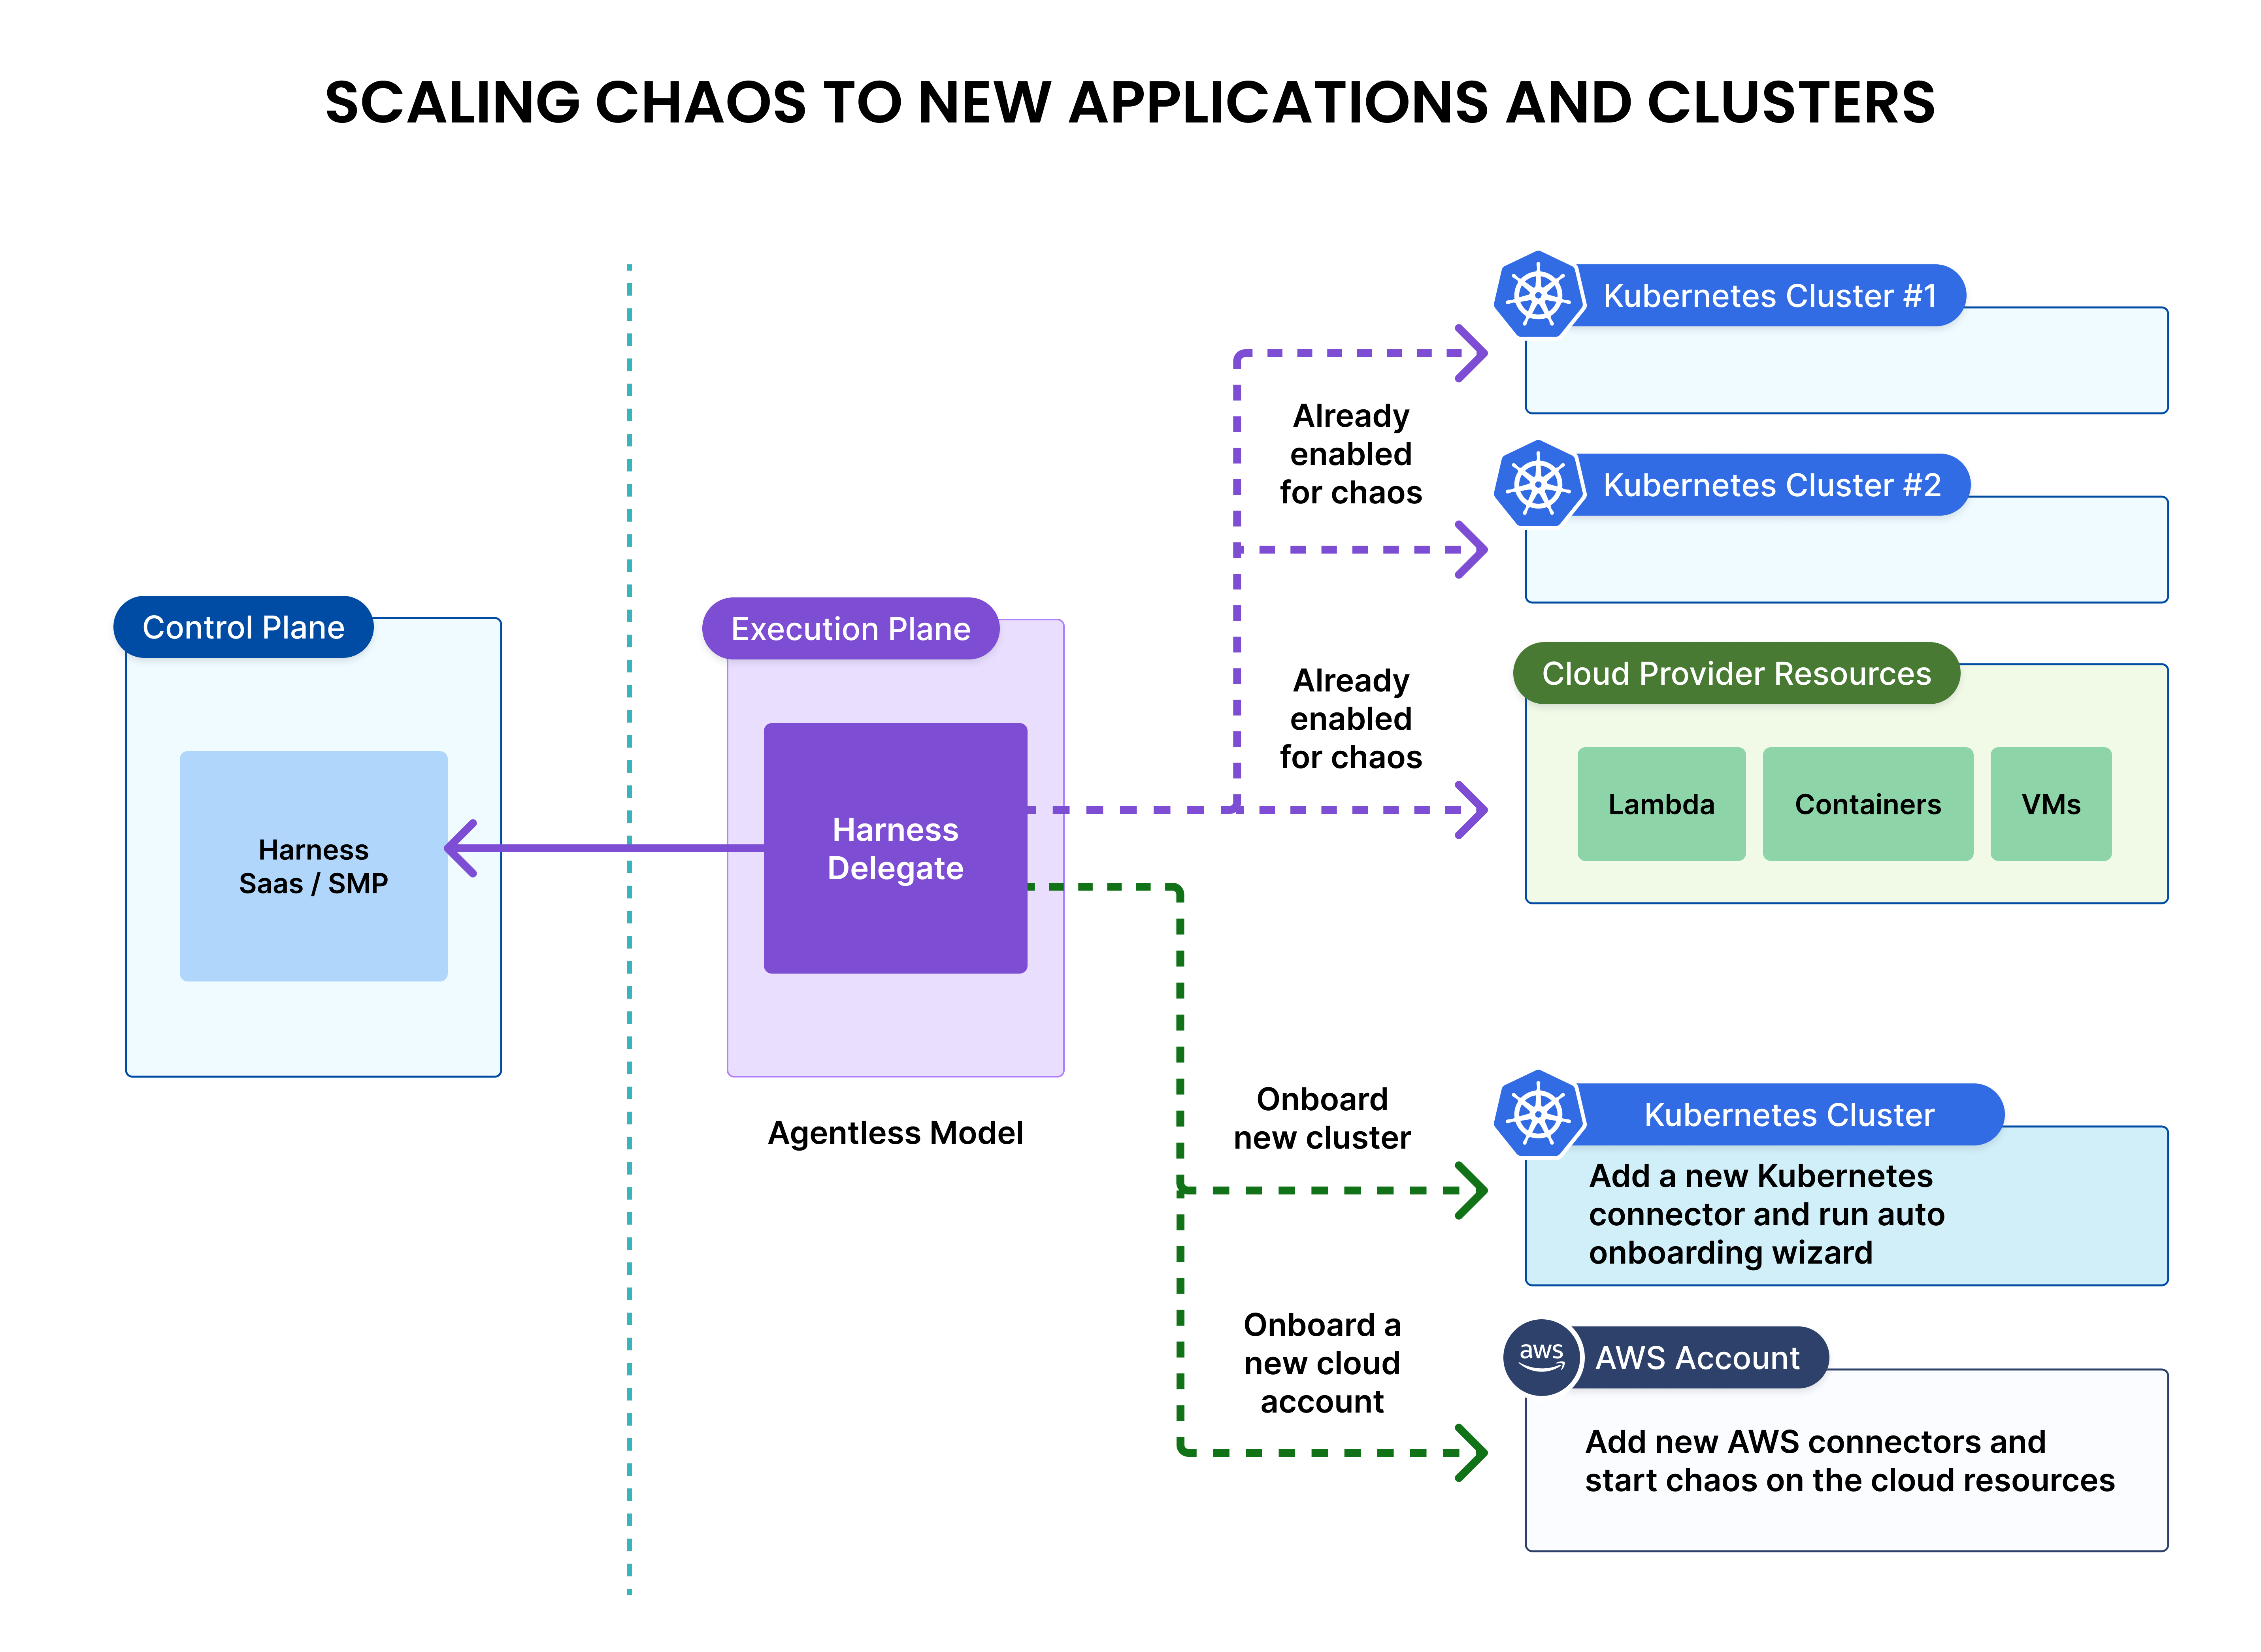 SCALING CHAOS TO NEW APPLICATIONS AND CLUSTERS
Control Plane
Harness
Saas / SMP
Execution Plane
Harness
Delegate
Agentless Model
Already
enabled
for chaos
Already
enabled
for chaos
Kubernetes Cluster #1
Kubernetes Cluster #2
Cloud Provider Resources
Lambda
Containers
VMs
Onboard
new cluster
Kubernetes Cluster
Add a new Kubernetes
connector and run auto
onboarding wizard
Onboard a
new cloud
account
aws
AWS Account
Add new AWS connectors and
start chaos on the cloud resources